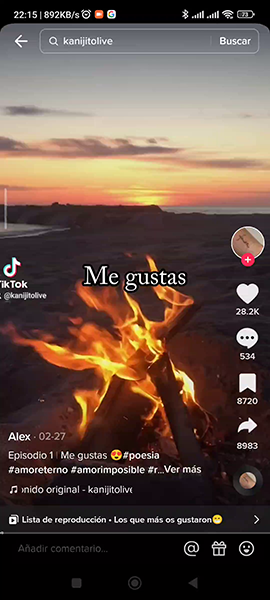 22:15 | 892KB/s
73
kanijitolive
Buscar
Me gustas
TikTok
@kanijitolive
28.2K
534
8720
8983
Alex · 02-27
Episodio 1 | Me gustas 😍 #poesia
#amoreterno #amorimposible #r...Ver más
onido original - kanijitolive
Lista de reproducción • Los que más os gustaron😁
Añadir comentario...